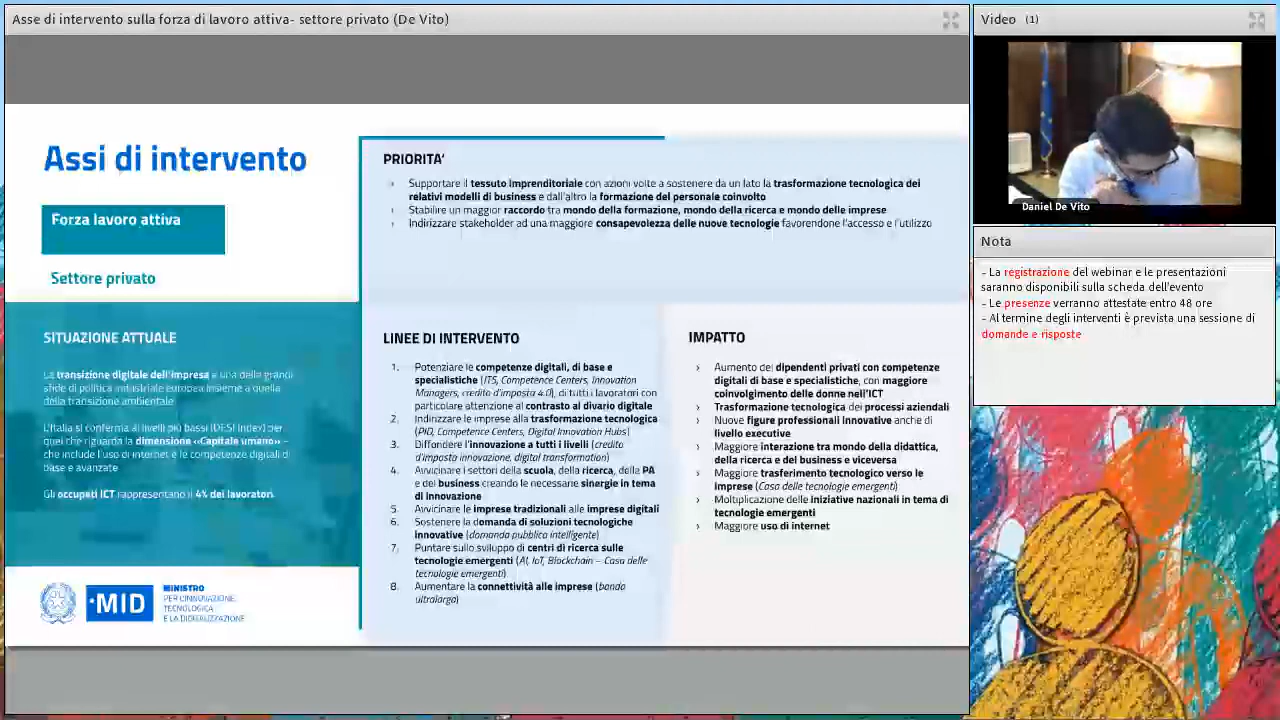 Asse di intervento sulla forza di lavoro attiva- settore privato (De Vito)
Assi di intervento
Forza lavoro attiva
Settore privato
PRIORITA'
Supportare il tessuto imprenditoriale con azioni volte a sostenere da un lato la trasformazione tecnologica dei
relativi modelli di business e dall'altro la formazione del personale coinvolto
Stabilire un maggior raccordo tra mondo della formazione, mondo della ricerca e mondo delle imprese
Indirizzare stakeholder ad una maggiore consapevolezza delle nuove tecnologie favorendone l'accesso e l'utilizzo
SITUAZIONE ATTUALE
La transizione digitale dell'impresa è una delle grandi
sfide di politica industriale europea insieme a quella
della transizione ambientale.
L'Italia si conferma ai livelli più bassi (DESI Index) per
quel che riguarda la dimensione «Capitale umano» –
che include l'uso di internet e le competenze digitali di
base e avanzate
Gli occupati ICT rappresentano il 4% dei lavoratori.
LINEE DI INTERVENTO
1. Potenziare le competenze digitali, di base e
specialistiche (ITS, Competence Centers, Innovation
Managers, credito d'imposta 4.0), di tutti i lavoratori con
particolare attenzione al contrasto al divario digitale
2. Indirizzare le imprese alla trasformazione tecnologica
(PID, Competence Centers, Digital Innovation Hubs)
3. Diffondere l'innovazione a tutti i livelli (credito
d'imposta innovazione, digital transformation)
4. Avvicinare i settori della scuola, della ricerca, della PA
e del business creando le necessarie sinergie in tema
di innovazione
5. Avvicinare le imprese tradizionali alle imprese digitali
6. Sostenere la domanda di soluzioni tecnologiche
innovative (domanda pubblica intelligente)
7. Puntare sullo sviluppo di centri di ricerca sulle
tecnologie emergenti (AI, IoT, Blockchain – Casa delle
tecnologie emergenti)
8. Aumentare la connettività alle imprese (banda
ultralarga)
IMPATTO
› Aumento dei dipendenti privati con competenze
digitali di base e specialistiche, con maggiore
coinvolgimento delle donne nell'ICT
› Trasformazione tecnologica dei processi aziendali
› Nuove figure professionali innovative anche di
livello executive
› Maggiore interazione tra mondo della didattica,
della ricerca e del business e viceversa
› Maggiore trasferimento tecnologico verso le
imprese (Casa delle tecnologie emergenti)
› Moltiplicazione delle iniziative nazionali in tema di
tecnologie emergenti
› Maggiore uso di internet
MID
MINISTRO
PER L'INNOVAZIONE
TECNOLOGICA
E LA DIGITALIZZAZIONE
Video (1)
Daniel De Vito
Nota
- La registrazione del webinar e le presentazioni
saranno disponibili sulla scheda dell'evento
- Le presenze verranno attestate entro 48 ore
- Al termine degli interventi è prevista una sessione di
domande e risposte